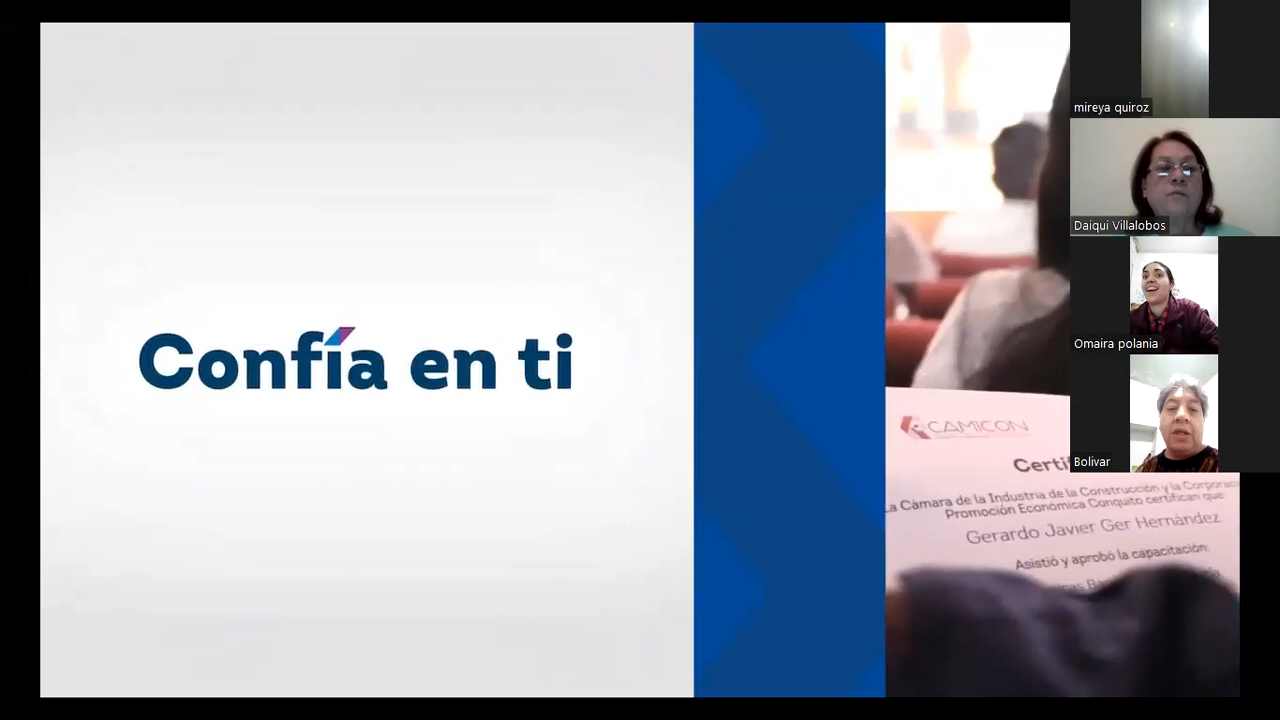 Confía en ti
CAMICON
Certi
La Cámara de la Industria de la Construcción y la Corporac
Promoción Económica Conquito certifican que
Gerardo Javier Ger Hernández
Asistió y aprobó la capacitación:
mireya quiroz
Daiqui Villalobos
Omaira polania
Bolivar